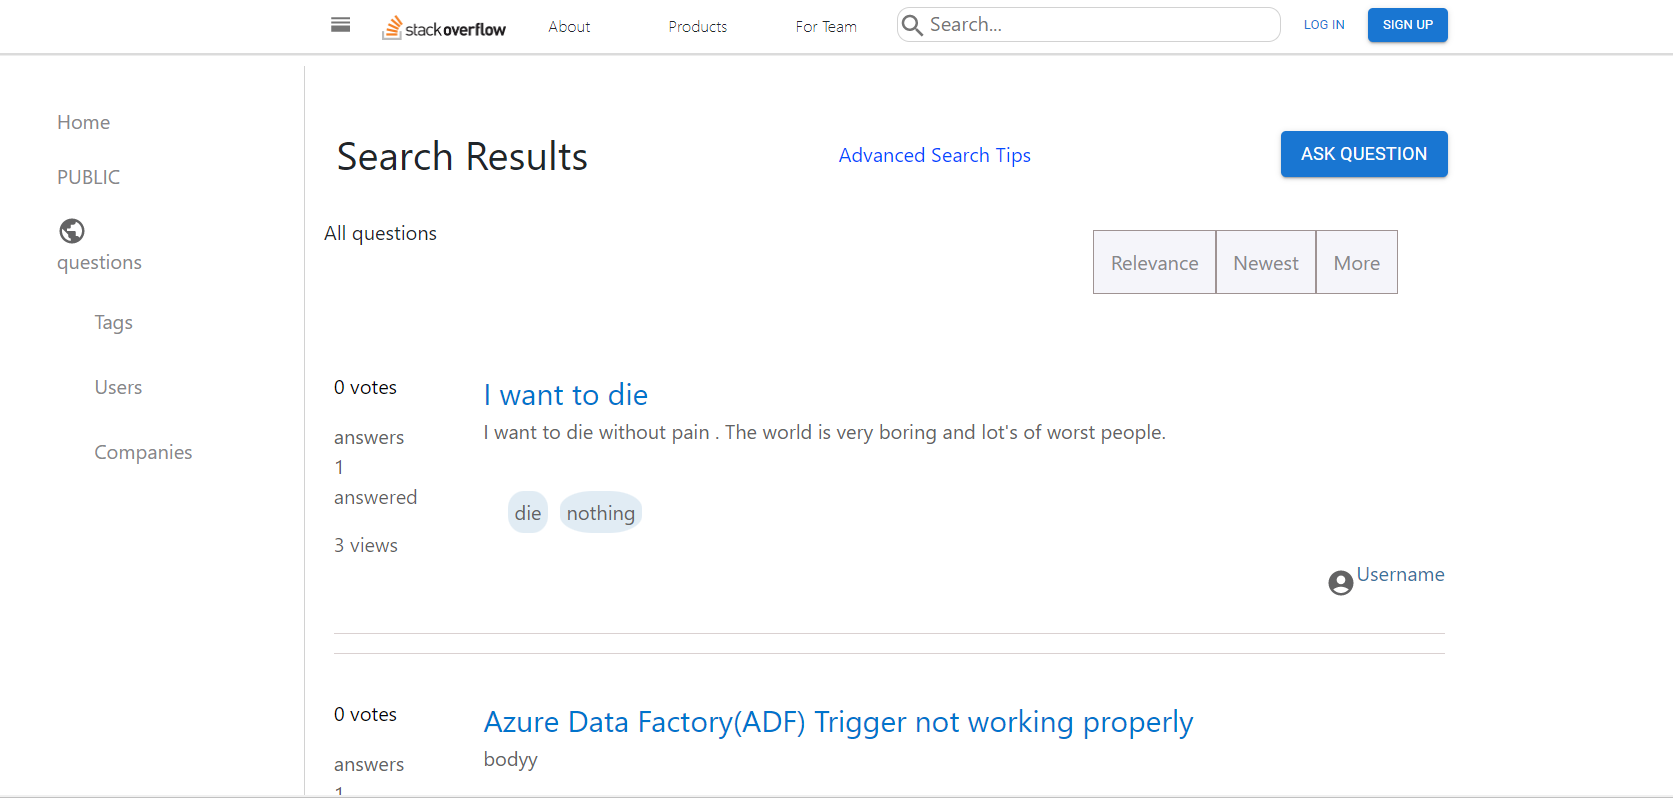 stackoverflow About Products For Team Search... LOG IN SIGN UP
Home
PUBLIC
questions
Tags
Users
Companies
Search Results Advanced Search Tips ASK QUESTION
All questions
Relevance Newest More
0 votes
answers
1
answered
3 views
I want to die
I want to die without pain . The world is very boring and lot's of worst people.
die nothing
Username
0 votes
answers
1
Azure Data Factory(ADF) Trigger not working properly
bodyy